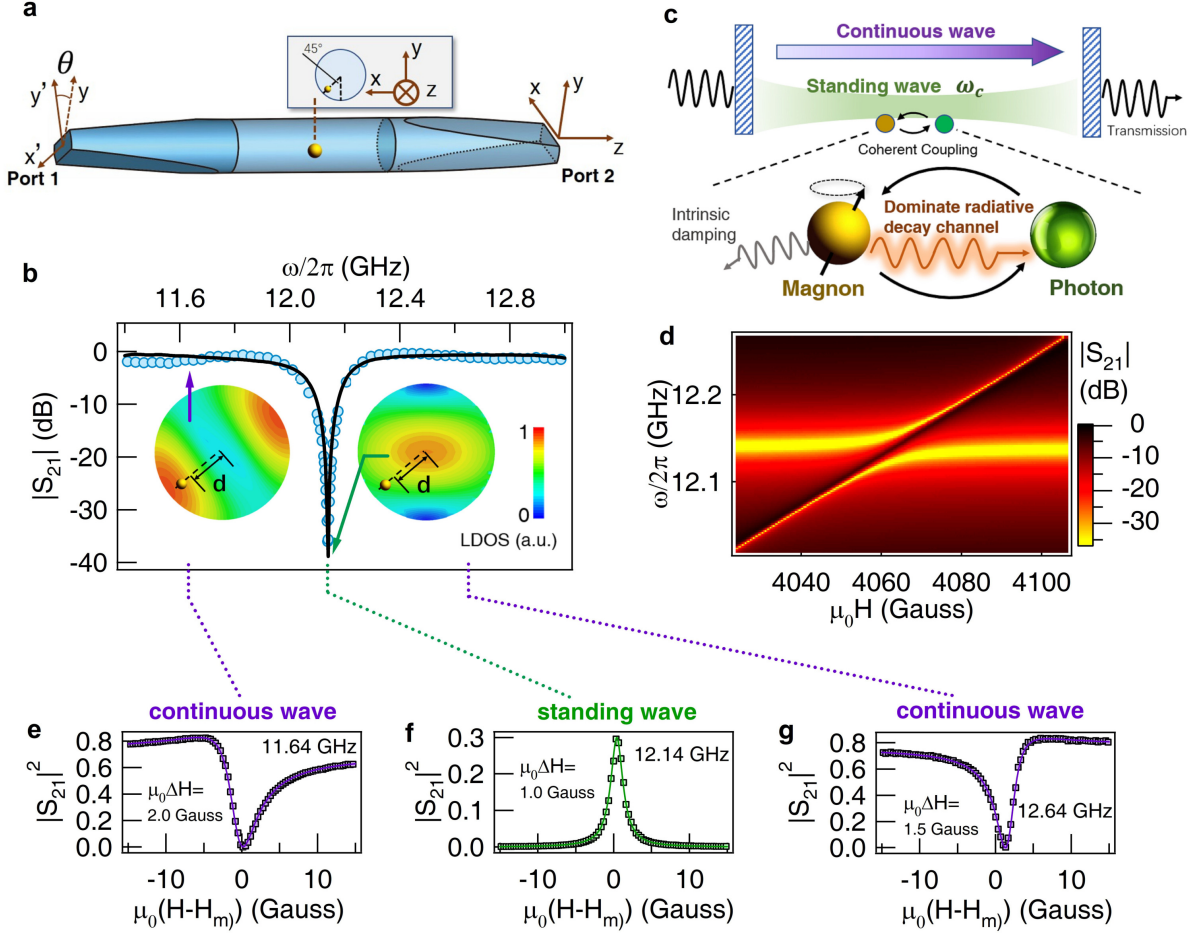 a
θ
y'
y
x'
Port 1
45°
y
x
z
x
y
z
Port 2
c
Continuous wave
Standing wave ω_c
Coherent Coupling
Transmission
Intrinsic
damping
Dominate radiative
decay channel
Magnon
Photon
b
ω/2π (GHz)
11.6 12.0 12.4 12.8
|S21| (dB)
0
-10
-20
-30
-40
d
d
1
0
LDOS (a.u.)
d
ω/2π (GHz)
12.2
12.1
4040 4060 4080 4100
μ0H (Gauss)
|S21|
(dB)
0
-10
-20
-30
e
continuous wave
|S21|²
0.8
0.6
0.4
0.2
0.0
11.64 GHz
μ0ΔH=
2.0 Gauss
-10 0 10
μ0(H-Hm) (Gauss)
f
standing wave
|S21|²
0.3
0.2
0.1
0.0
12.14 GHz
μ0ΔH=
1.0 Gauss
-10 0 10
μ0(H-Hm) (Gauss)
g
continuous wave
|S21|²
0.8
0.6
0.4
0.2
0.0
12.64 GHz
μ0ΔH=
1.5 Gauss
-10 0 10
μ0(H-Hm) (Gauss)